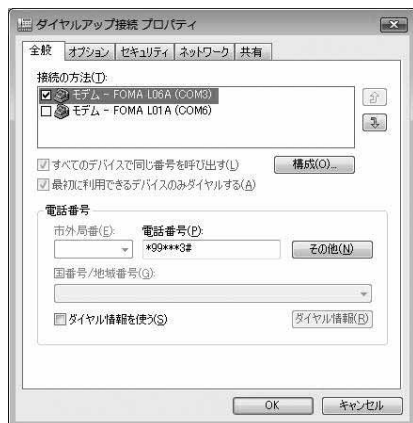 ダイヤルアップ接続 プロパティ
全般 オプション セキュリティ ネットワーク 共有
接続の方法(T):
モデム - FOMA L06A (COM3)
モデム - FOMA L01A (COM6)
すべてのデバイスで同じ番号を呼び出す(L) 構成(O)...
最初に利用できるデバイスのみダイヤルする(A)
電話番号
市外局番(E): 電話番号(P):
*99***3# その他(N)
国番号/地域番号(G):
ダイヤル情報を使う(S) ダイヤル情報(R)
OK キャンセル